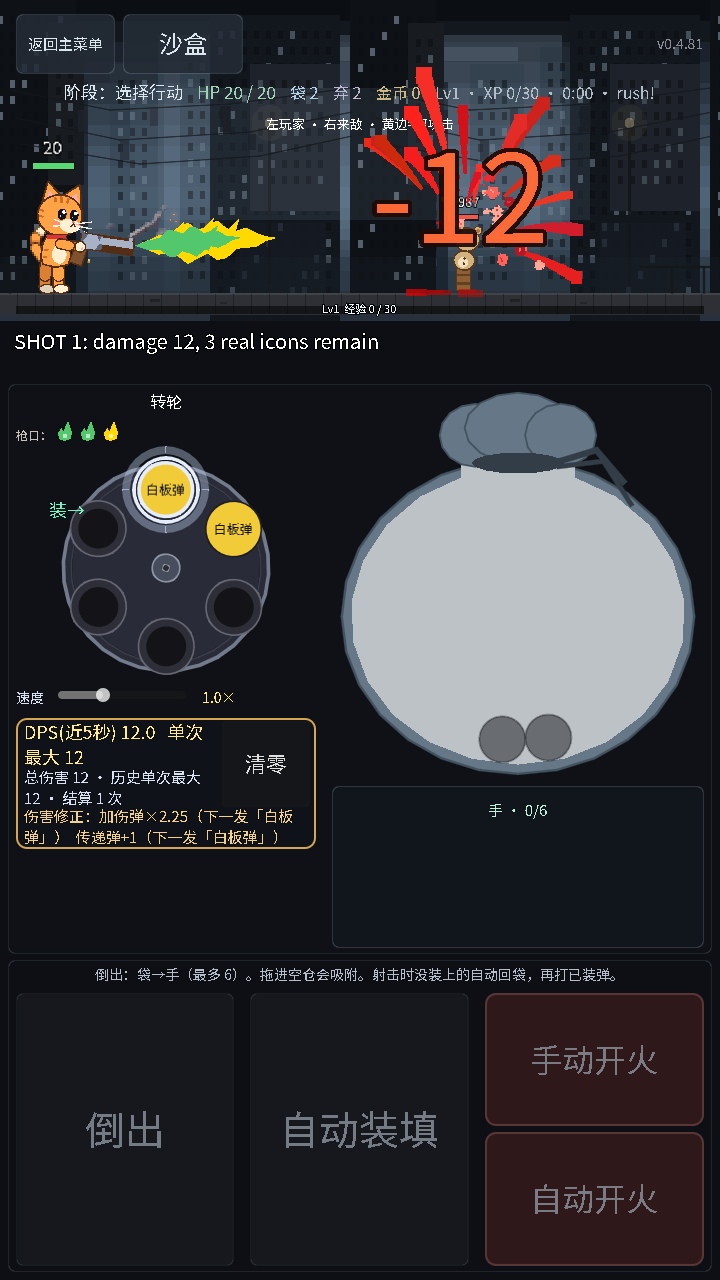 返回主菜单
沙盒
v0.4.81
阶段：选择行动 HP 20 / 20 袋 2 弃 2 金币 0 Lv1 · XP 0/30 · 0:00 · rush!
左玩家 · 右来敌 · 黄边=可攻击
20
-12
987
Lv1 经验 0 / 30
SHOT 1: damage 12, 3 real icons remain
转轮
枪口：
白板弹
装→
白板弹
速度 1.0×
DPS(近5秒) 12.0 单次
最大 12
总伤害 12 · 历史单次最大
12 · 结算 1 次
伤害修正：加伤弹×2.25（下一发「白板
弹」） 传递弹+1（下一发「白板弹」）
清零
手 · 0/6
倒出：袋→手（最多 6）。拖进空仓会吸附。射击时没装上的自动回袋，再打已装弹。
倒出
自动装填
手动开火
自动开火